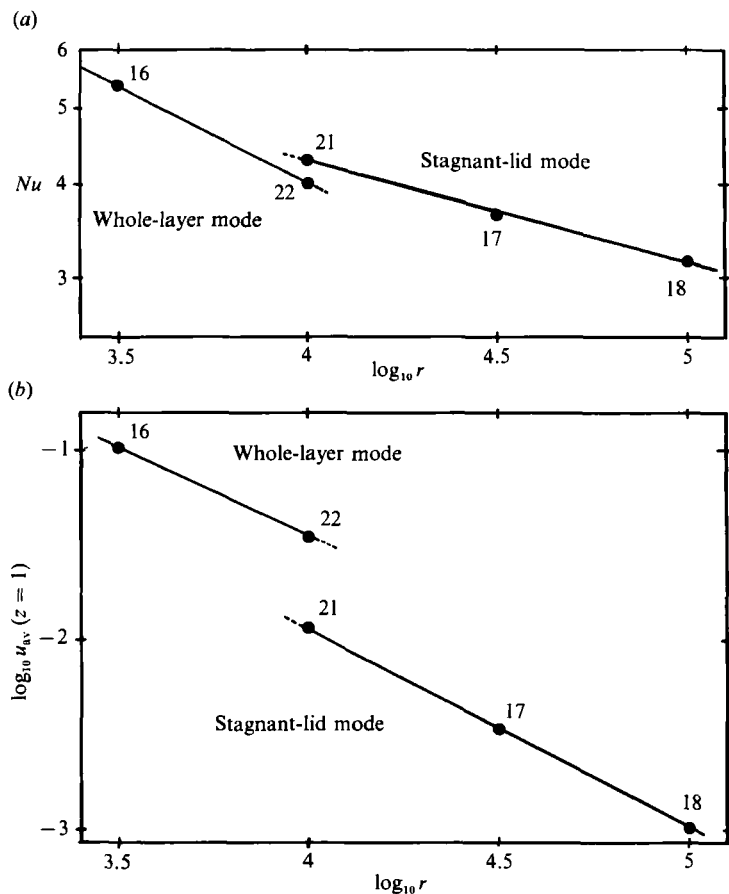 (a)
6
16
5
21
Stagnant-lid mode
Nu 4
22
Whole-layer mode
17
3
18
3.5 4 4.5 5
log10 r
(b)
16
−1
Whole-layer mode
22
21
log10 uav (z = 1)
−2
Stagnant-lid mode
17
18
−3
3.5 4 4.5 5
log10 r